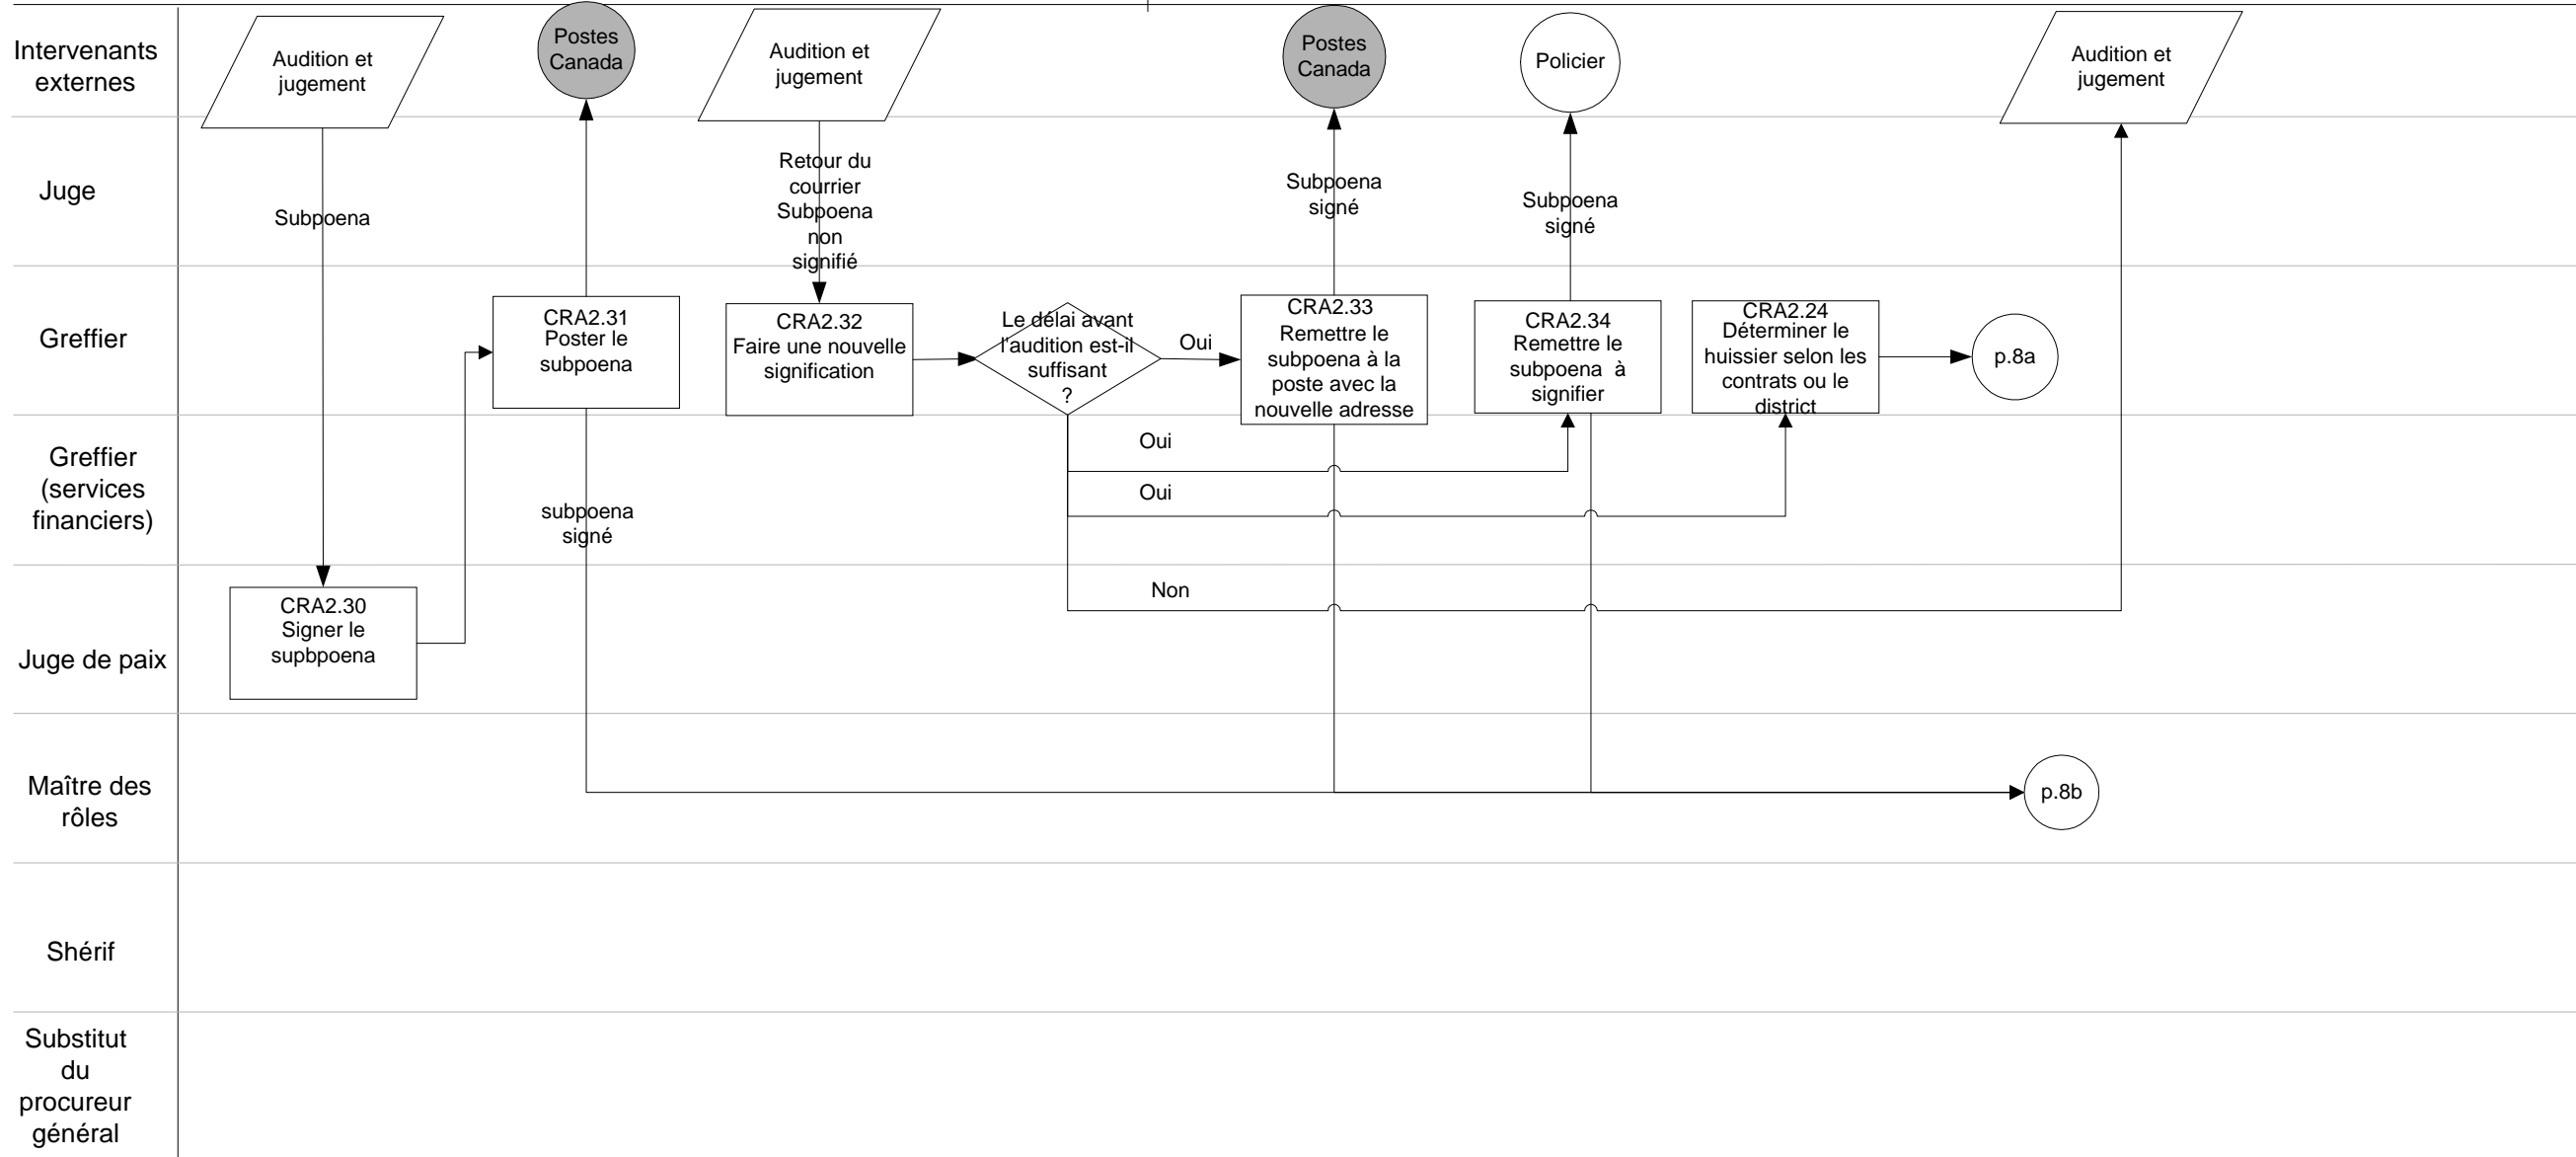 Intervenants
externes
Audition et
jugement
Postes
Canada
Audition et
jugement
Postes
Canada
Policier
Audition et
jugement
Juge
Subpoena
Retour du
courrier
Subpoena
non
signifié
Subpoena
signé
Subpoena
signé
Greffier
CRA2.31
Poster le
subpoena
CRA2.32
Faire une nouvelle
signification
Le délai avant
l'audition est-il
suffisant
?
Oui
CRA2.33
Remettre le
subpoena à la
poste avec la
nouvelle adresse
CRA2.34
Remettre le
subpoena à
signifier
CRA2.24
Déterminer le
huissier selon les
contrats ou le
district
p.8a
Greffier
(services
financiers)
subpoena
signé
Oui
Oui
Juge de paix
CRA2.30
Signer le
supbpoena
Non
Maître des
rôles
p.8b
Shérif
Substitut
du
procureur
général